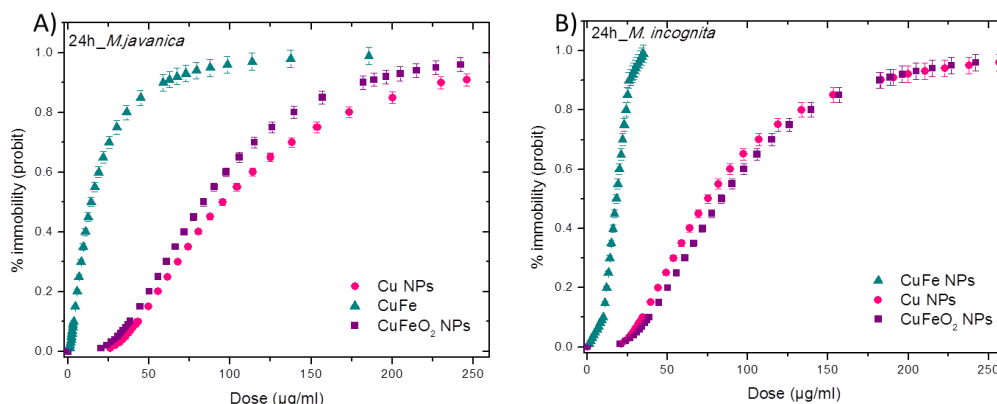 A)
24h_M.javanica
% immobility (probit)
1.0
0.8
0.6
0.4
0.2
0.0
Cu NPs
CuFe
CuFeO₂ NPs
0 50 100 150 200 250
Dose (µg/ml)
B)
24h_M. incognita
% immobility (probit)
1.0
0.8
0.6
0.4
0.2
0.0
CuFe NPs
Cu NPs
CuFeO₂ NPs
0 50 100 150 200 250
Dose (µg/ml)